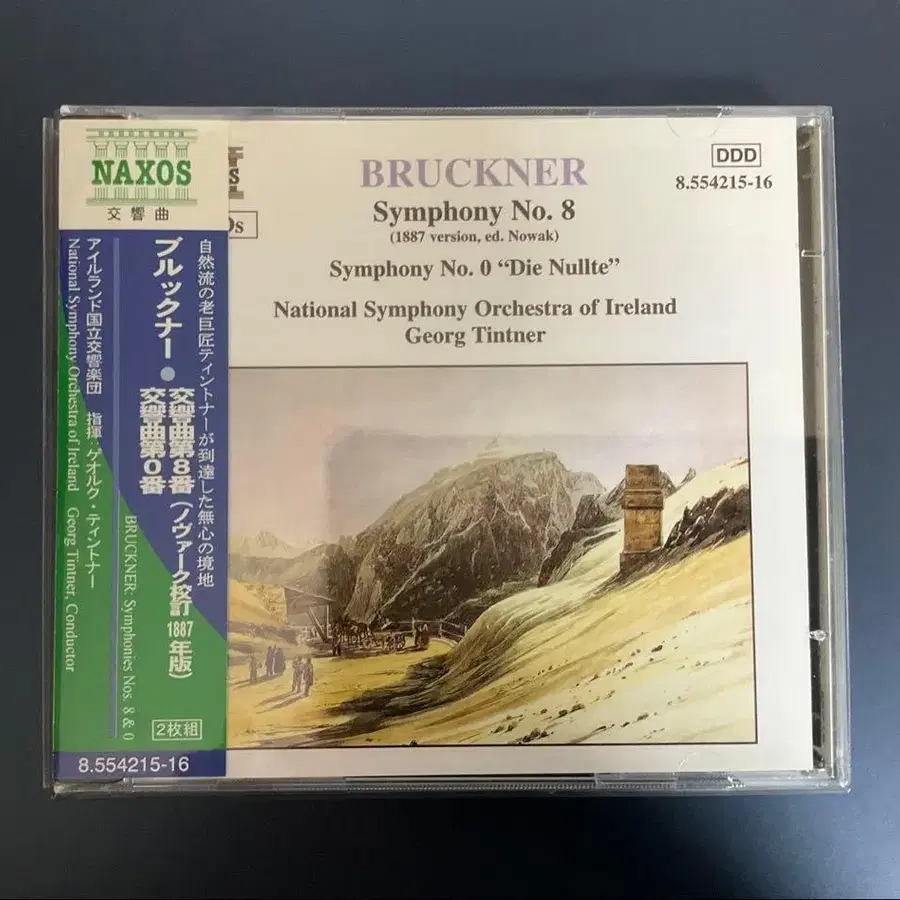 NAXOS
交響曲
自然流の老巨匠ティントナーが到達した無心の境地
ブルックナー●交響曲第8番(ノヴァーク校訂1887年版)
交響曲第0番
BRUCKNER: Symphonies Nos. 8 & 0
アイルランド国立交響楽団 指揮:ゲオルク・ティントナー
National Symphony Orchestra of Ireland Georg Tintner, Conductor
2枚組
8.554215-16
BRUCKNER
DDD
8.554215-16
Symphony No. 8
(1887 version, ed. Nowak)
Symphony No. 0 “Die Nullte”
National Symphony Orchestra of Ireland
Georg Tintner